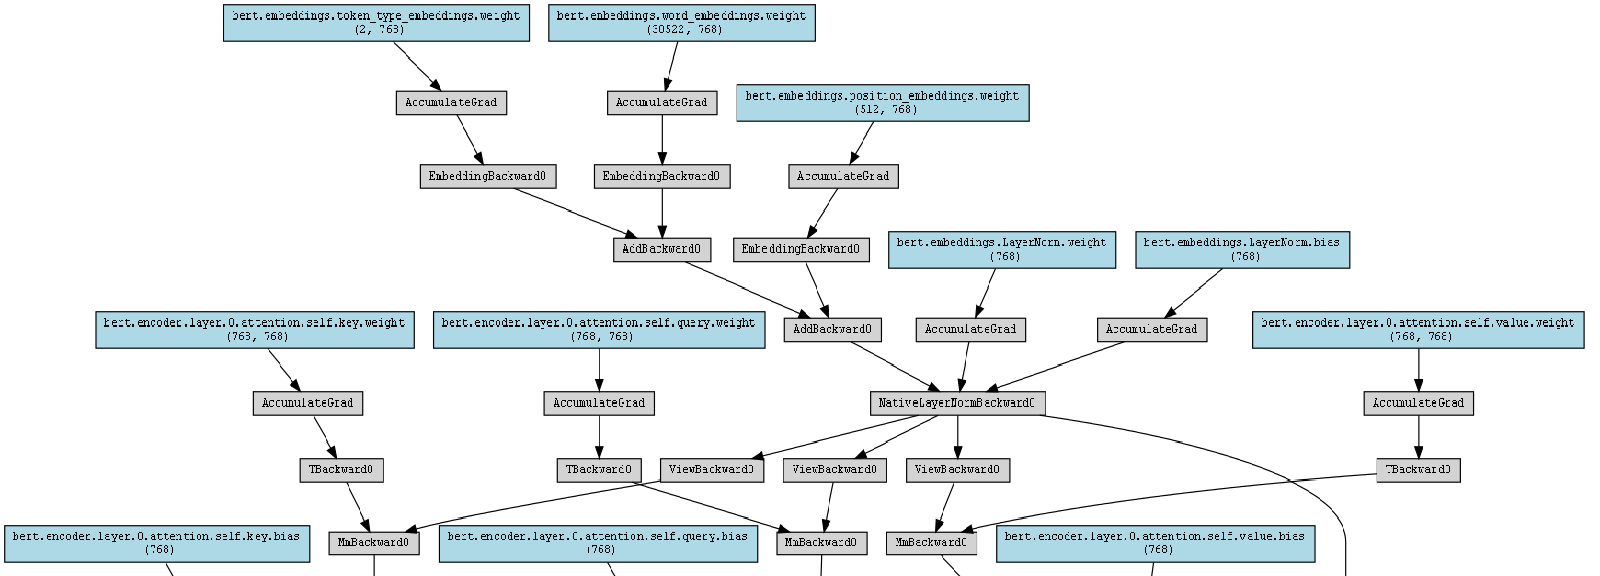 bert.embeddings.token_type_embeddings.weight
(2, 768)
bert.embeddings.word_embeddings.weight
(30522, 768)
AccumulateGrad
AccumulateGrad
bert.embeddings.position_embeddings.weight
(512, 768)
EmbeddingBackward0
EmbeddingBackward0
AccumulateGrad
AddBackward0
EmbeddingBackward0
bert.embeddings.LayerNorm.weight
(768)
bert.embeddings.LayerNorm.bias
(768)
bert.encoder.layer.0.attention.self.key.weight
(768, 768)
bert.encoder.layer.0.attention.self.query.weight
(768, 768)
AddBackward0
AccumulateGrad
AccumulateGrad
bert.encoder.layer.0.attention.self.value.weight
(768, 768)
AccumulateGrad
AccumulateGrad
NativeLayerNormBackward0
AccumulateGrad
TBackward0
TBackward0
ViewBackward0
ViewBackward0
ViewBackward0
TBackward0
bert.encoder.layer.0.attention.self.key.bias
(768)
MmBackward0
bert.encoder.layer.0.attention.self.query.bias
(768)
MmBackward0
MmBackward0
bert.encoder.layer.0.attention.self.value.bias
(768)